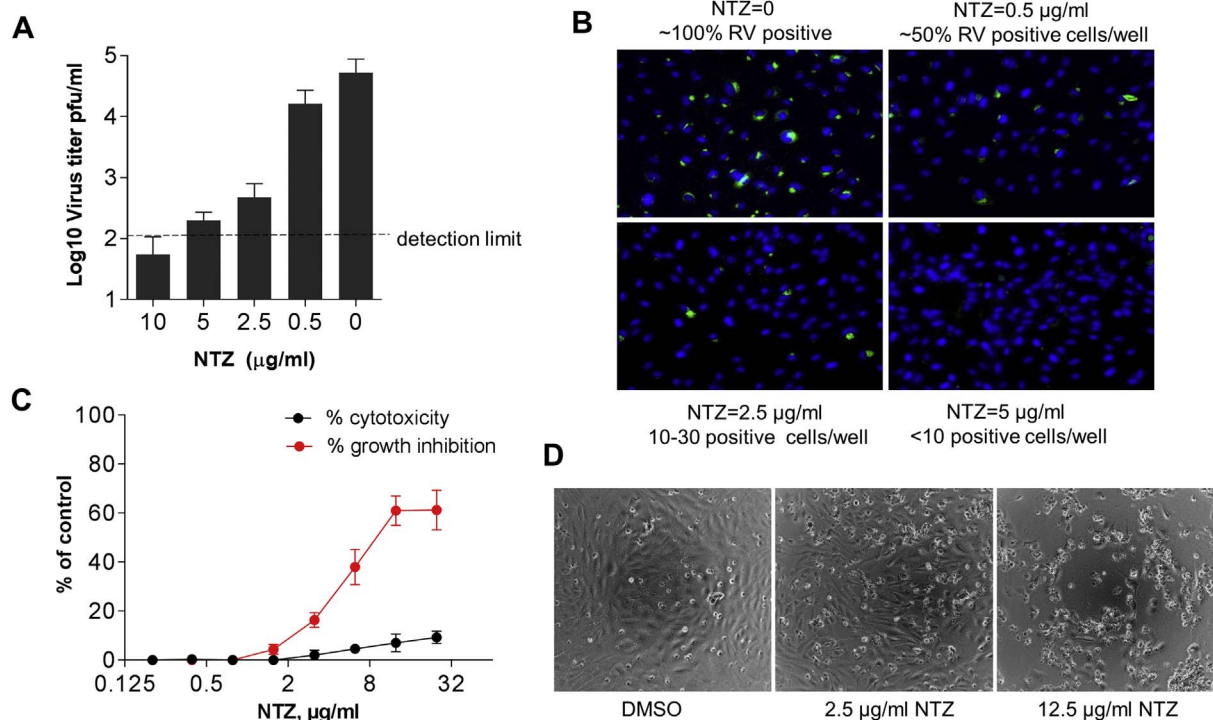 A
Log10 Virus titer pfu/ml
5
4
3
2
1
detection limit
10 5 2.5 0.5 0
NTZ (μg/ml)
B
NTZ=0
~100% RV positive
NTZ=0.5 μg/ml
~50% RV positive cells/well
NTZ=2.5 μg/ml
10-30 positive cells/well
NTZ=5 μg/ml
<10 positive cells/well
C
% of control
100
80
60
40
20
0
% cytotoxicity
% growth inhibition
0.125 0.5 2 8 32
NTZ, μg/ml
D
DMSO
2.5 μg/ml NTZ
12.5 μg/ml NTZ